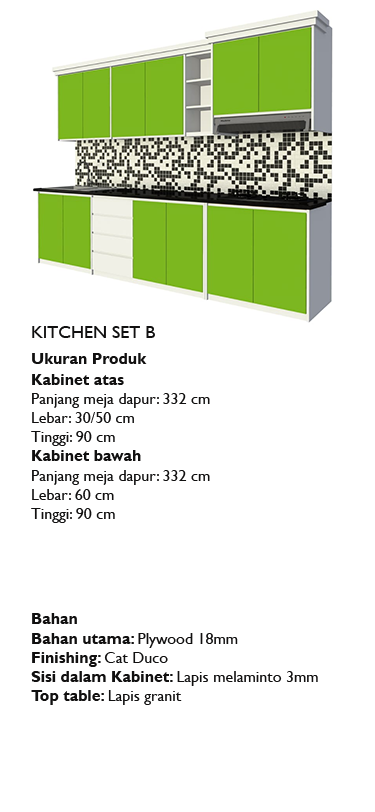 KITCHEN SET B
Ukuran Produk
Kabinet atas
Panjang meja dapur: 332 cm
Lebar: 30/50 cm
Tinggi: 90 cm
Kabinet bawah
Panjang meja dapur: 332 cm
Lebar: 60 cm
Tinggi: 90 cm
Bahan
Bahan utama: Plywood 18mm
Finishing: Cat Duco
Sisi dalam Kabinet: Lapis melaminto 3mm
Top table: Lapis granit